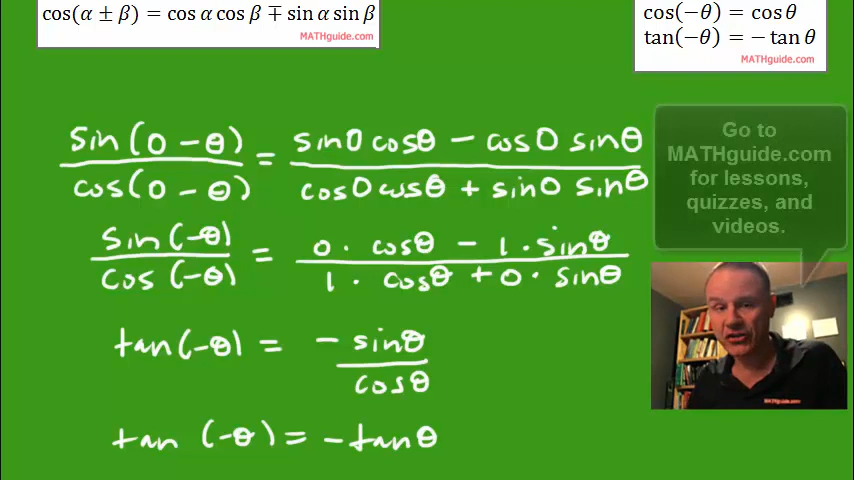 cos(α ± β) = cos α cos β ∓ sin α sin β
MATHguide.com
cos(−θ) = cos θ
tan(−θ) = − tan θ
MATHguide.com
sin(0 − θ) / cos(0 − θ) = sin0 cosθ − cos0 sinθ / cos0 cosθ + sin0 sinθ
sin(-θ) / cos(-θ) = 0 · cosθ − 1 · sinθ / 1 · cosθ + 0 · sinθ
tan(-θ) = − sinθ / cosθ
tan (-θ) = − tanθ
Go to
MATHguide.com
for lessons,
quizzes, and
videos.
MATHguide.com